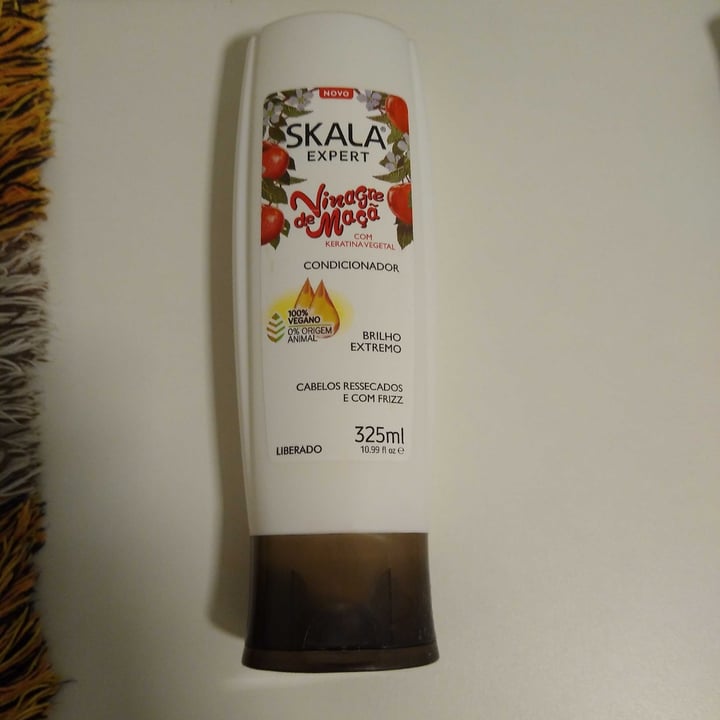 NOVO
SKALA®
EXPERT
Vinagre
de Maçã
COM
KERATINA VEGETAL
CONDICIONADOR
100%
VEGANO
0% ORIGEM
ANIMAL
BRILHO
EXTREMO
CABELOS RESSECADOS
E COM FRIZZ
LIBERADO
325ml
10.99 fl oz ℮